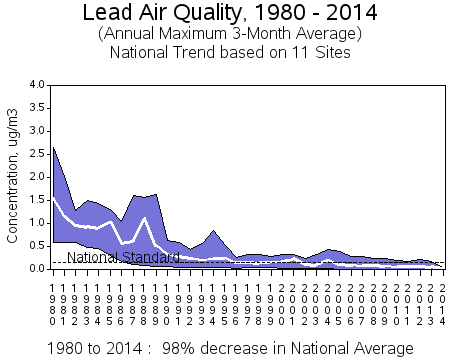 Lead Air Quality, 1980 - 2014
(Annual Maximum 3-Month Average)
National Trend based on 11 Sites
Concentration, ug/m3
4.0
3.5
3.0
2.5
2.0
1.5
1.0
0.5
0.0
National Standard
1980 1981 1982 1983 1984 1985 1986 1987 1988 1989 1990 1991 1992 1993 1994 1995 1996 1997 1998 1999 2000 2001 2002 2003 2004 2005 2006 2007 2008 2009 2010 2011 2012 2013 2014
1980 to 2014 : 98% decrease in National Average